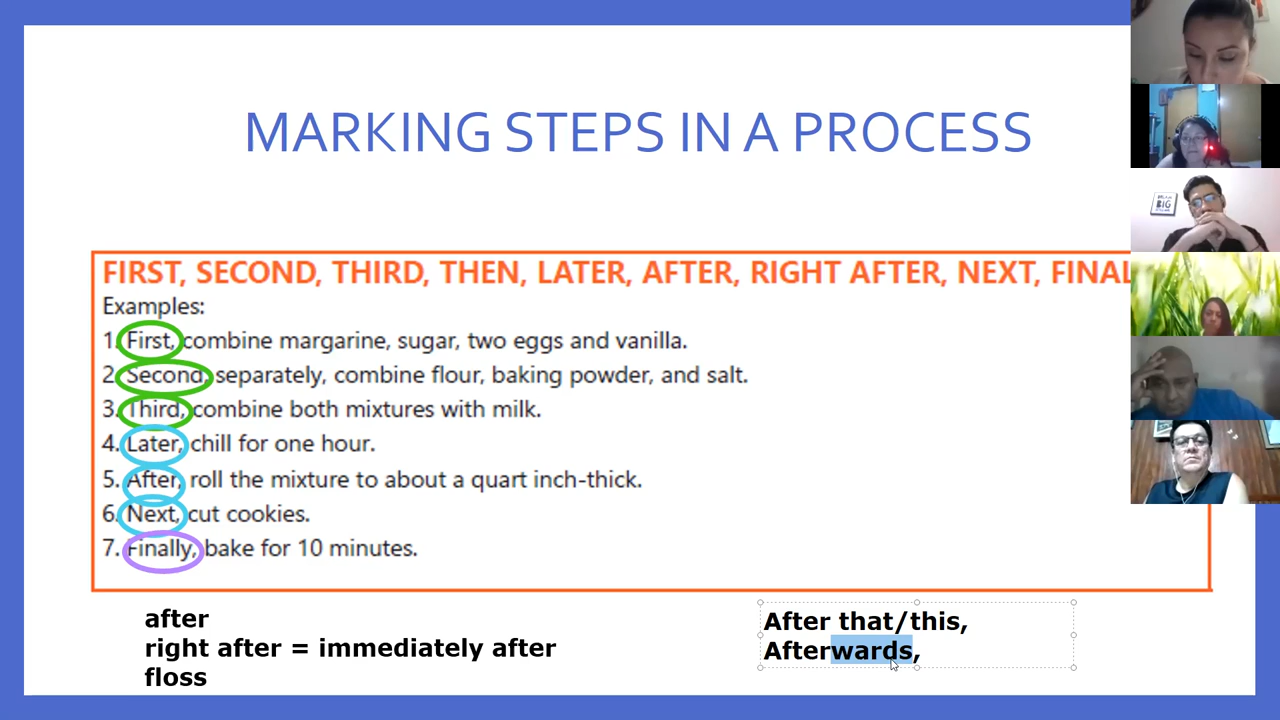 MARKING STEPS IN A PROCESS
FIRST, SECOND, THIRD, THEN, LATER, AFTER, RIGHT AFTER, NEXT, FINAL
Examples:
1. First, combine margarine, sugar, two eggs and vanilla.
2. Second, separately, combine flour, baking powder, and salt.
3. Third, combine both mixtures with milk.
4. Later, chill for one hour.
5. After, roll the mixture to about a quart inch-thick.
6. Next, cut cookies.
7. Finally, bake for 10 minutes.
after
right after = immediately after
floss
After that/this,
Afterwards,
BIG